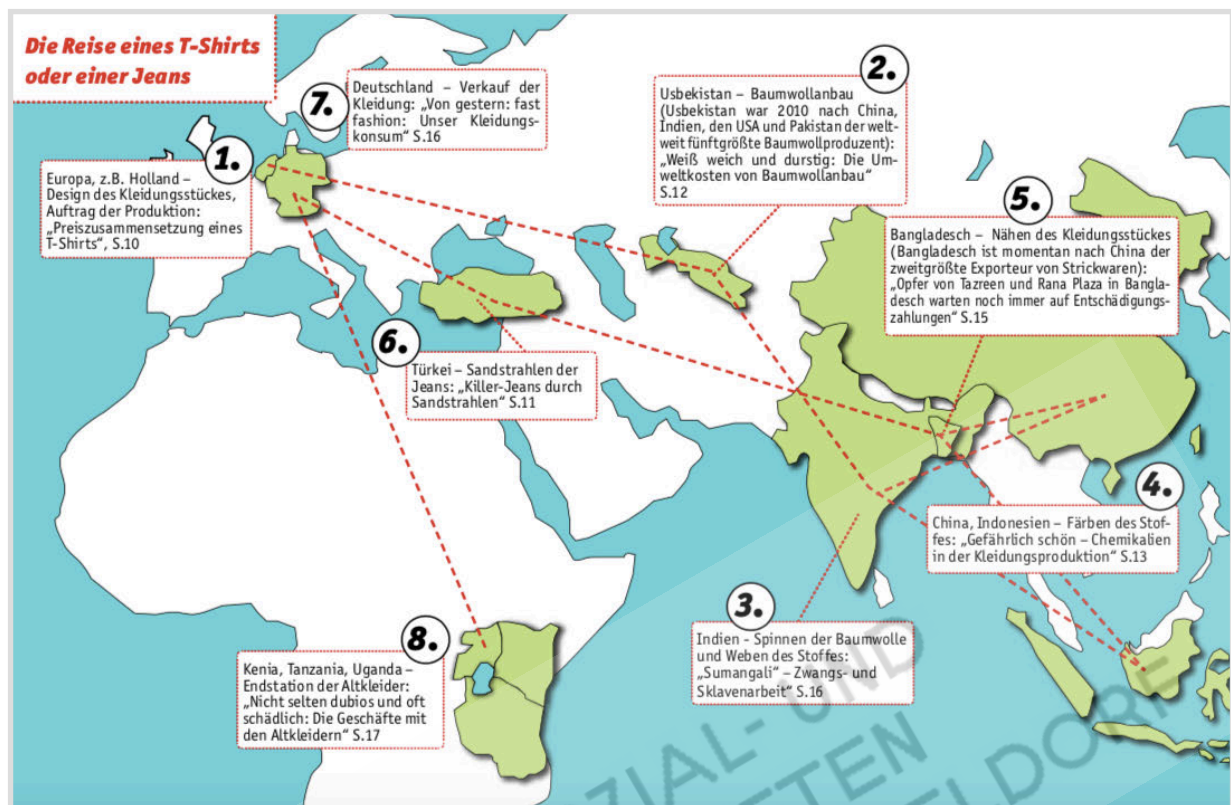 Die Reise eines T-Shirts
oder einer Jeans
1.
Europa, z.B. Holland –
Design des Kleidungsstückes,
Auftrag der Produktion:
„Preiszusammensetzung eines
T-Shirts“, S.10
2.
Usbekistan – Baumwollanbau
(Usbekistan war 2010 nach China,
Indien, den USA und Pakistan der welt-
weit fünftgrößte Baumwollproduzent):
„Weiß weich und durstig: Die Um-
weltkosten von Baumwollanbau“
S.12
3.
Indien - Spinnen der Baumwolle
und Weben des Stoffes:
„Sumangali“ – Zwangs- und
Sklavenarbeit“ S.16
4.
China, Indonesien – Färben des Stof-
fes: „Gefährlich schön – Chemikalien
in der Kleidungsproduktion“ S.13
5.
Bangladesch – Nähen des Kleidungsstückes
(Bangladesch ist momentan nach China der
zweitgrößte Exporteur von Strickwaren):
„Opfer von Tazreen und Rana Plaza in Bangla-
desch warten noch immer auf Entschädigungs-
zahlungen“ S.15
6.
Türkei – Sandstrahlen der
Jeans: „Killer-Jeans durch
Sandstrahlen“ S.11
7.
Deutschland – Verkauf der
Kleidung: „Von gestern: fast
fashion: Unser Kleidungs-
konsum“ S.16
8.
Kenia, Tanzania, Uganda –
Endstation der Altkleider:
„Nicht selten dubios und oft
schädlich: Die Geschäfte mit
den Altkleidern“ S.17
ZIAL- UND